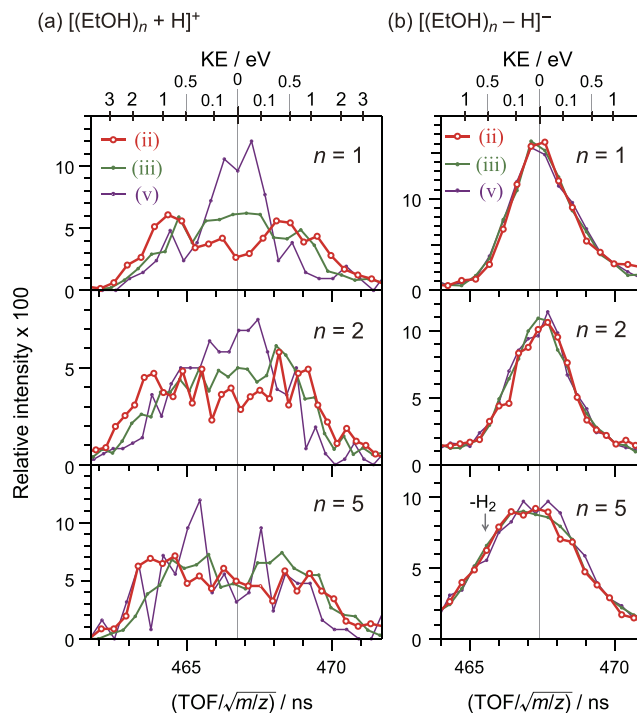 (a) [(EtOH)n + H]⁺
(b) [(EtOH)n – H]⁻
KE / eV
KE / eV
3 2 1 0.5 0.1 0 0.1 0.5 1 2 3
1 0.5 0.1 0 0.1 0.5 1
(ii)
(iii)
(v)
n = 1
10
5
0
(ii)
(iii)
(v)
n = 1
10
0
n = 2
5
0
n = 2
10
5
0
n = 5
10
5
0
-H₂
n = 5
10
5
0
Relative intensity x 100
465 470
465 470
(TOF/√m/z) / ns
(TOF/√m/z) / ns